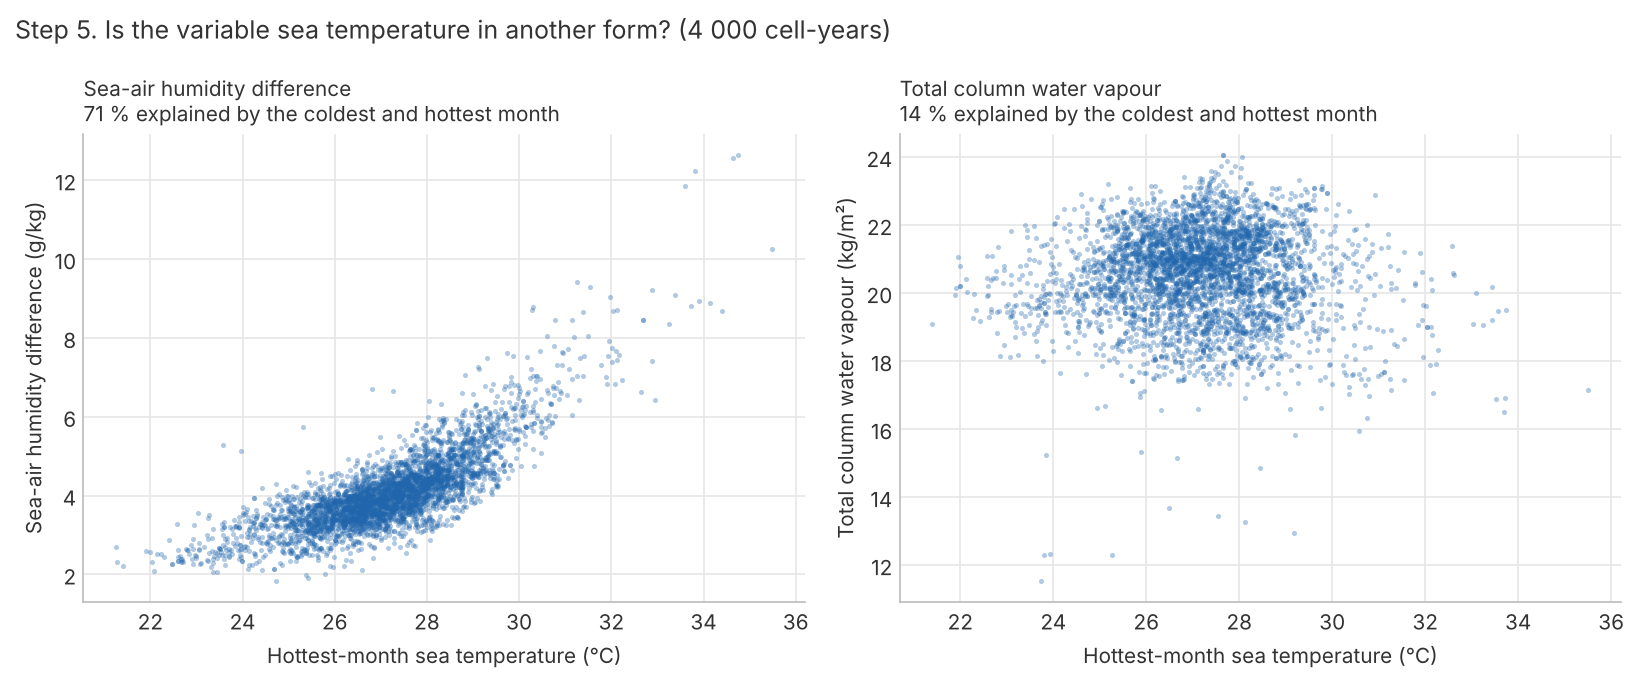 Step 5. Is the variable sea temperature in another form? (4 000 cell-years)
Sea-air humidity difference
71 % explained by the coldest and hottest month
Sea-air humidity difference (g/kg)
12
10
8
6
4
2
22 24 26 28 30 32 34 36
Hottest-month sea temperature (°C)
Total column water vapour
14 % explained by the coldest and hottest month
Total column water vapour (kg/m²)
24
22
20
18
16
14
12
22 24 26 28 30 32 34 36
Hottest-month sea temperature (°C)